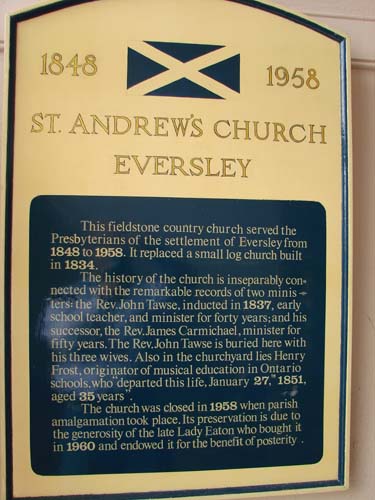 1848
1958
ST. ANDREW'S CHURCH
EVERSLEY
This fieldstone country church served the
Presbyterians of the settlement of Eversley from
1848 to 1958. It replaced a small log church built
in 1834.
The history of the church is inseparably con-
nected with the remarkable records of two minis-
ters: the Rev. John Tawse, inducted in 1837, early
school teacher, and minister for forty years; and his
successor, the Rev. James Carmichael, minister for
fifty years. The Rev. John Tawse is buried here with
his three wives. Also in the churchyard lies Henry
Frost, originator of musical education in Ontario
schools, who "departed this life, January 27," 1851,
aged 35 years".
The church was closed in 1958 when parish
amalgamation took place. Its preservation is due to
the generosity of the late Lady Eaton who bought it
in 1960 and endowed it for the benefit of posterity.